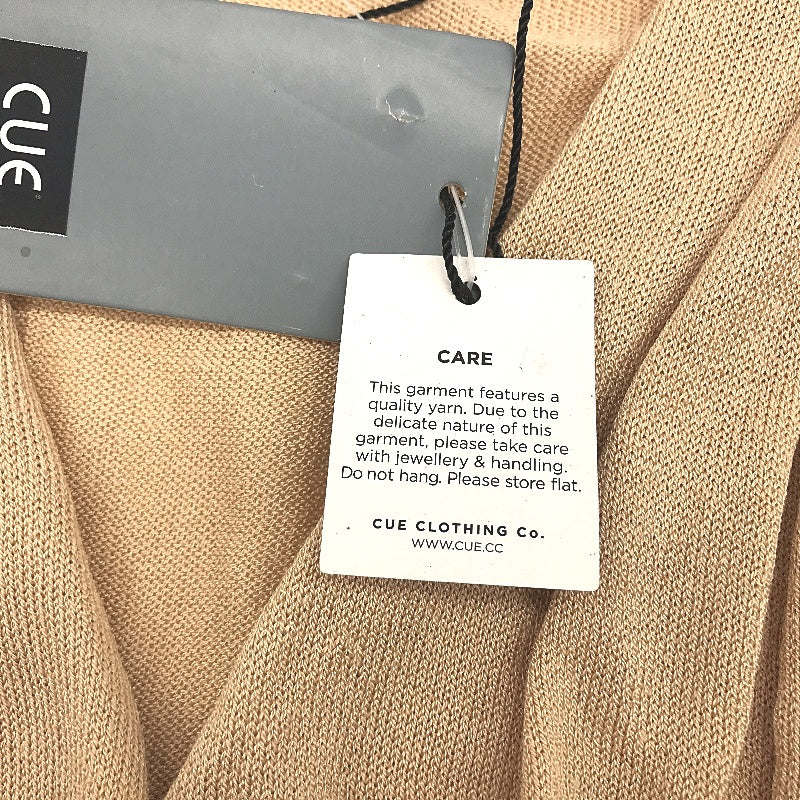 CUE
CARE
This garment features a
quality yarn. Due to the
delicate nature of this
garment, please take care
with jewellery & handling.
Do not hang. Please store flat.
CUE CLOTHING Co.
WWW.CUE.CC